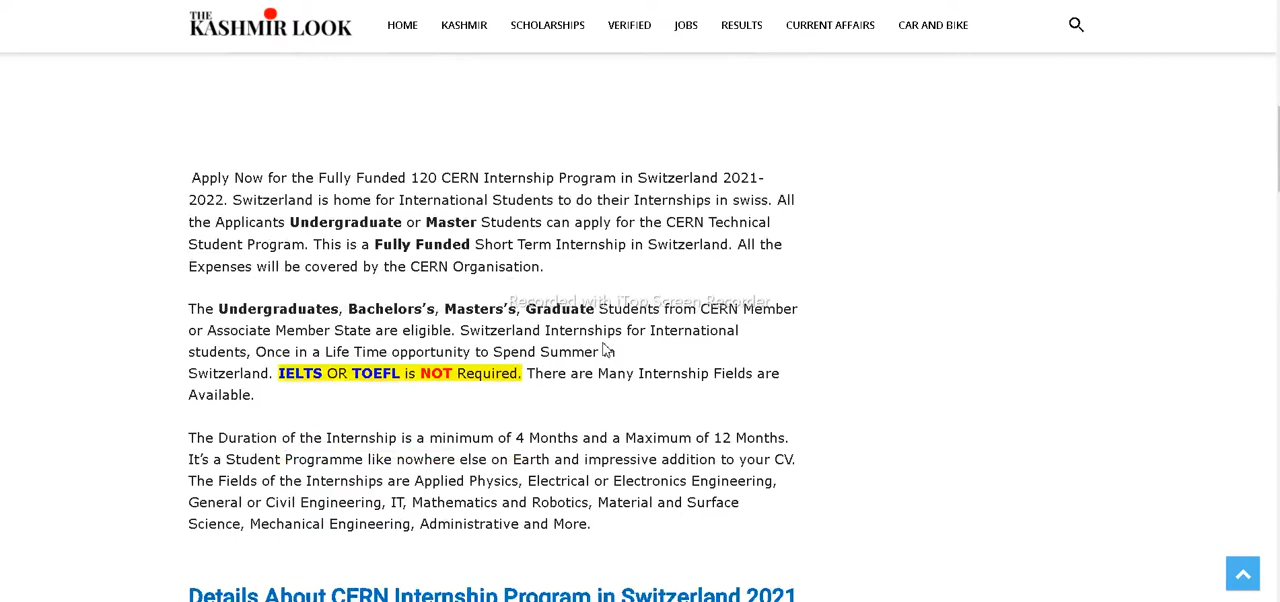 THE
KASHMIR LOOK
HOME KASHMIR SCHOLARSHIPS VERIFIED JOBS RESULTS CURRENT AFFAIRS CAR AND BIKE
Apply Now for the Fully Funded 120 CERN Internship Program in Switzerland 2021-
2022. Switzerland is home for International Students to do their Internships in swiss. All
the Applicants Undergraduate or Master Students can apply for the CERN Technical
Student Program. This is a Fully Funded Short Term Internship in Switzerland. All the
Expenses will be covered by the CERN Organisation.
Recorded with iTop Screen Recorder
The Undergraduates, Bachelors's, Masters's, Graduate Students from CERN Member
or Associate Member State are eligible. Switzerland Internships for International
students, Once in a Life Time opportunity to Spend Summer in
Switzerland. IELTS OR TOEFL is NOT Required. There are Many Internship Fields are
Available.
The Duration of the Internship is a minimum of 4 Months and a Maximum of 12 Months.
It's a Student Programme like nowhere else on Earth and impressive addition to your CV.
The Fields of the Internships are Applied Physics, Electrical or Electronics Engineering,
General or Civil Engineering, IT, Mathematics and Robotics, Material and Surface
Science, Mechanical Engineering, Administrative and More.
Details About CERN Internship Program in Switzerland 2021